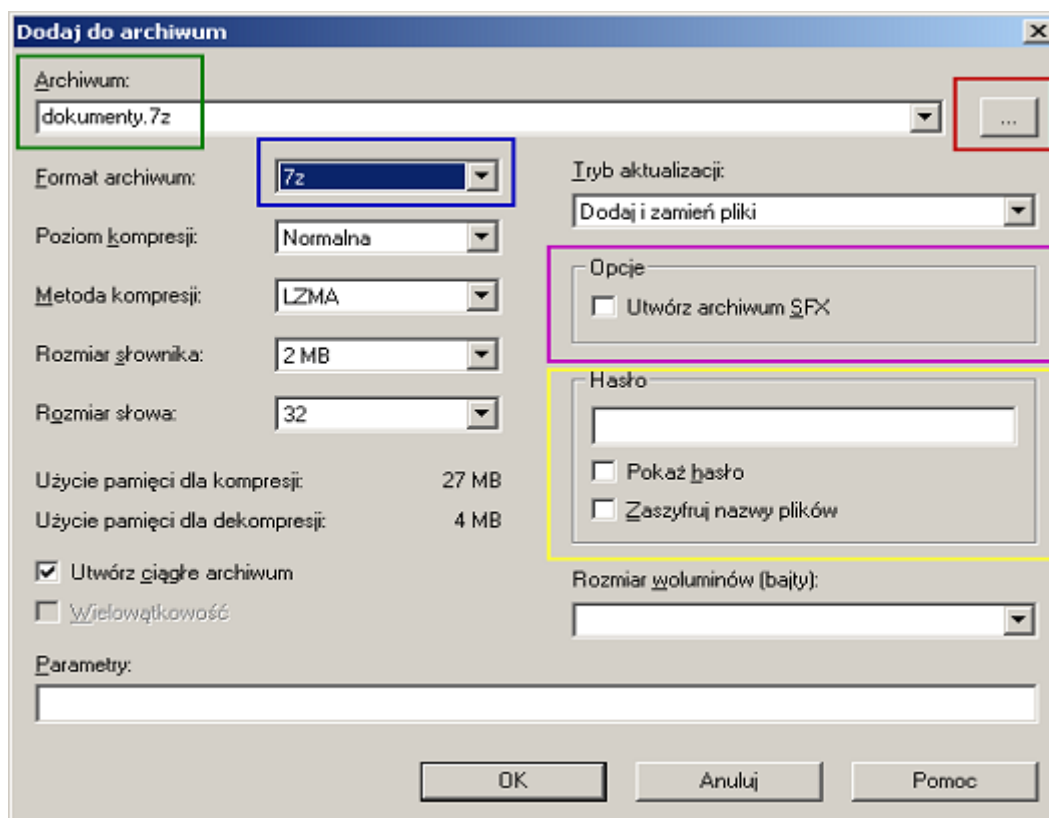 Dodaj do archiwum
Archiwum:
dokumenty.7z
...
Format archiwum:
7z
Poziom kompresji:
Normalna
Metoda kompresji:
LZMA
Rozmiar słownika:
2 MB
Rozmiar słowa:
32
Użycie pamięci dla kompresji:
27 MB
Użycie pamięci dla dekompresji:
4 MB
Utwórz ciągłe archiwum
Wielowątkowość
Tryb aktualizacji:
Dodaj i zamień pliki
Opcje
Utwórz archiwum SFX
Hasło
Pokaż hasło
Zaszyfruj nazwy plików
Rozmiar woluminów (bajty):
Parametry:
OK
Anuluj
Pomoc